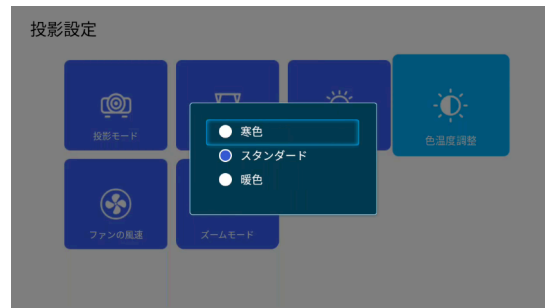 投影設定
投影モード
色温度調整
寒色
スタンダード
暖色
ファンの風速
ズームモード